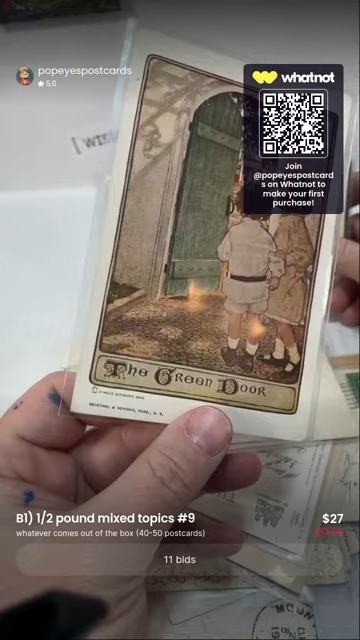 popeyespostcards
★ 5.0
whatnot
Join
@popeyespostcard
s on Whatnot to
make your first
purchase!
The Green Door
REINTHAL & NEWMAN, PUBS., N. Y.
B1) 1/2 pound mixed topics #9
$27
whatever comes out of the box (40-50 postcards)
11 bids